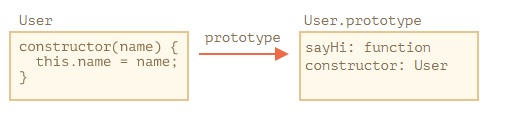 User
constructor(name) {
  this.name = name;
}
prototype
User.prototype
sayHi: function
constructor: User